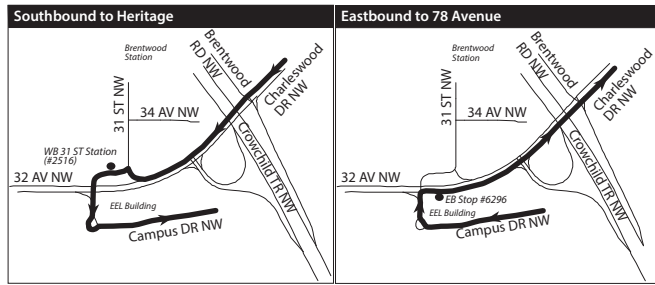 Southbound to Heritage
Brentwood
Station
Brentwood
RD NW
Charleswood
DR NW
31 ST NW
34 AV NW
Crowchild TR NW
WB 31 ST Station
(#2516)
32 AV NW
EEL Building
Campus DR NW
Eastbound to 78 Avenue
Brentwood
Station
Brentwood
RD NW
Charleswood
DR NW
31 ST NW
34 AV NW
Crowchild TR NW
32 AV NW
EB Stop #6296
EEL Building
Campus DR NW